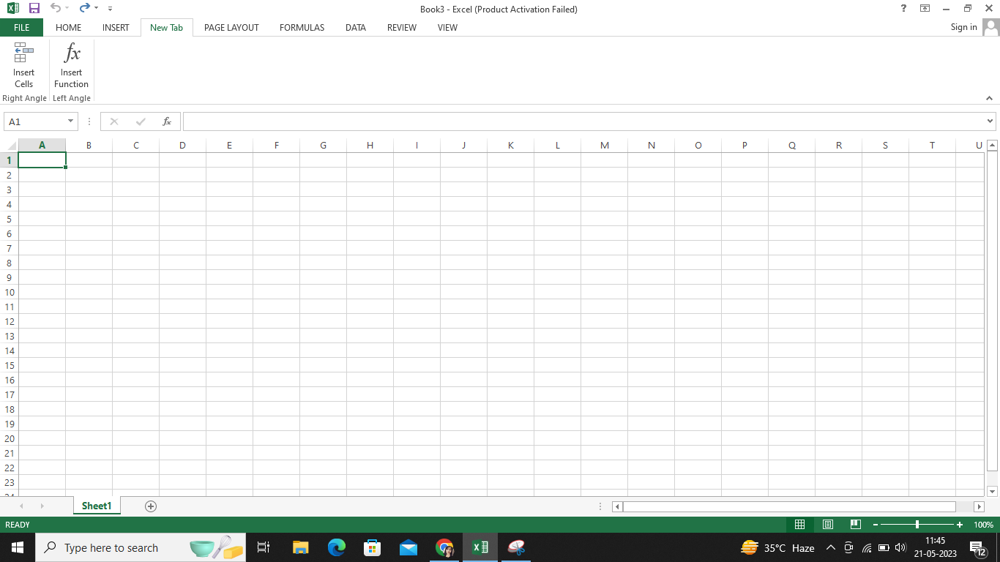 Book3 - Excel (Product Activation Failed)
?
FILE HOME INSERT New Tab PAGE LAYOUT FORMULAS DATA REVIEW VIEW Sign in
Insert Cells
fx Insert Function
Right Angle Left Angle
A1 fx
A B C D E F G H I J K L M N O P Q R S T U
1
2
3
4
5
6
7
8
9
10
11
12
13
14
15
16
17
18
19
20
21
22
23
24
Sheet1
READY 100%
Type here to search 35°C Haze 11:45
21-05-2023 12